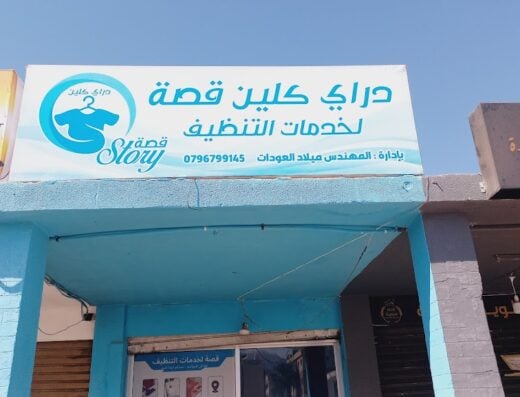 دراي كلين قصة
لخدمات التنظيف
بإدارة : المهندس ميلاد العودات 0796799145
دراي كلين
قصة
Story
قصة لخدمات التنظيف